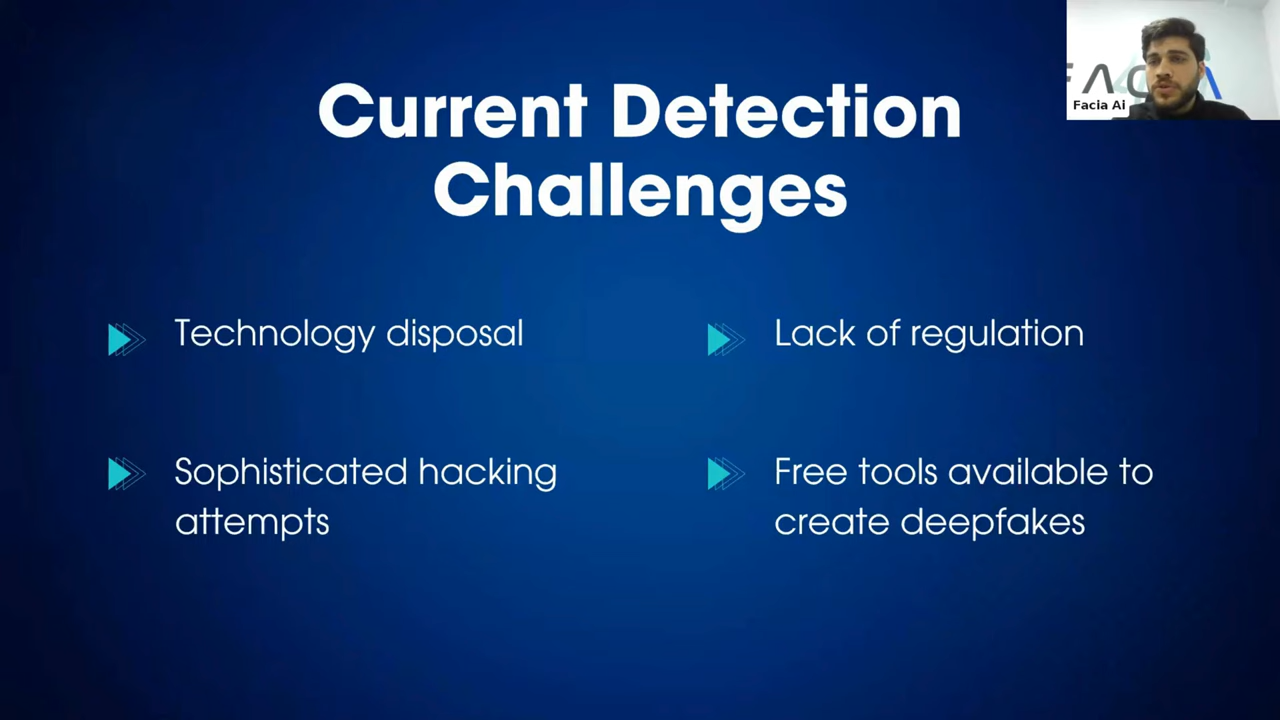 Current Detection
Challenges
Technology disposal
Lack of regulation
Sophisticated hacking
attempts
Free tools available to
create deepfakes
Facia Ai